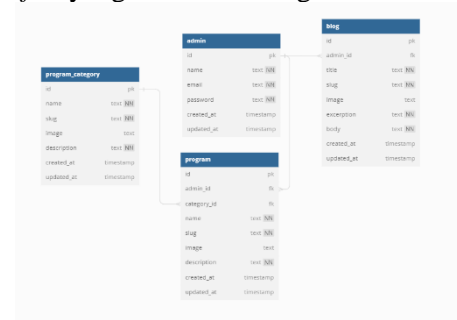 program_category
id pk
name text NN
slug text NN
image text
description text NN
created_at timestamp
updated_at timestamp
admin
id pk
name text NN
email text NN
password text NN
created_at timestamp
updated_at timestamp
program
id pk
admin_id fk
category_id fk
name text NN
slug text NN
image text
description text NN
created_at timestamp
updated_at timestamp
blog
id pk
admin_id fk
title text NN
slug text NN
image text
excerption text NN
body text NN
created_at timestamp
updated_at timestamp